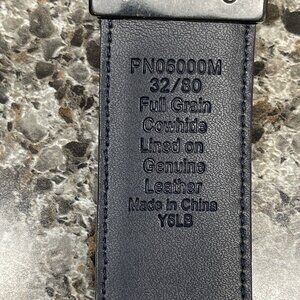 PN06000M
32/80
Full Grain
Cowhide
Lined on
Genuine
Leather
Made in China
Y6LB